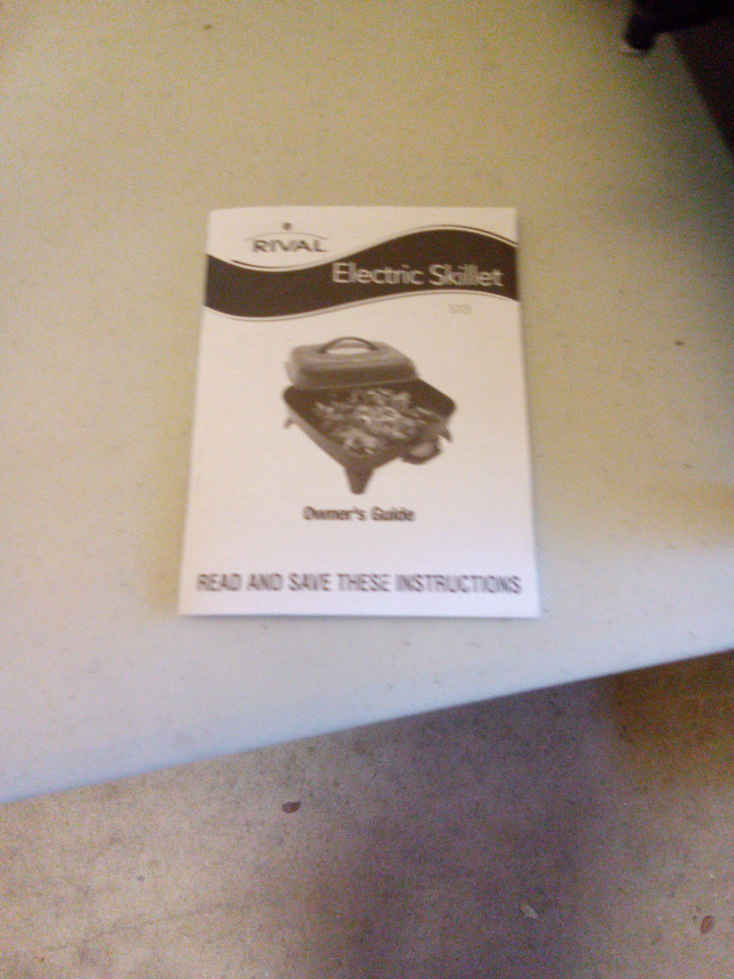 RIVAL
Electric Skillet
Owner's Guide
READ AND SAVE THESE INSTRUCTIONS